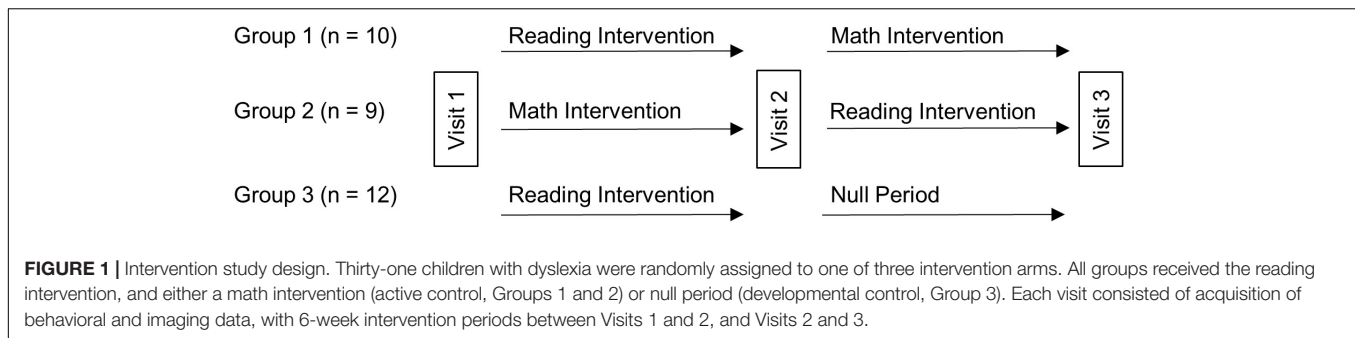 Group 1 (n = 10) Reading Intervention Math Intervention
Visit 1 Visit 2 Visit 3
Group 2 (n = 9) Math Intervention Reading Intervention
Group 3 (n = 12) Reading Intervention Null Period
FIGURE 1 | Intervention study design. Thirty-one children with dyslexia were randomly assigned to one of three intervention arms. All groups received the reading
intervention, and either a math intervention (active control, Groups 1 and 2) or null period (developmental control, Group 3). Each visit consisted of acquisition of
behavioral and imaging data, with 6-week intervention periods between Visits 1 and 2, and Visits 2 and 3.